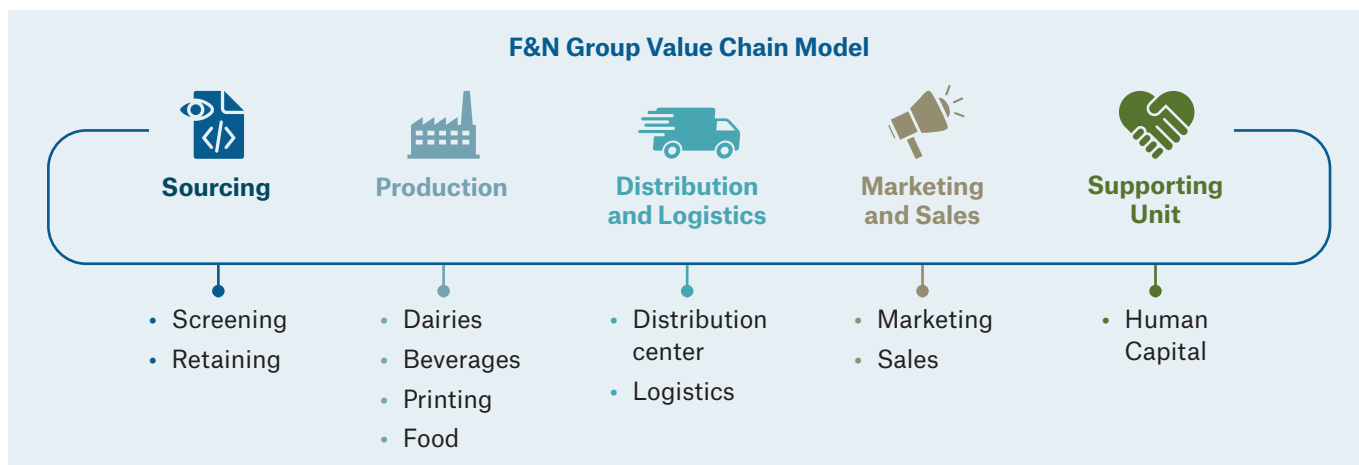 F&N Group Value Chain Model
</>
Sourcing
Production
Distribution
and Logistics
Marketing
and Sales
Supporting
Unit
• Screening
• Retaining
• Dairies
• Beverages
• Printing
• Food
• Distribution
center
• Logistics
• Marketing
• Sales
• Human
Capital